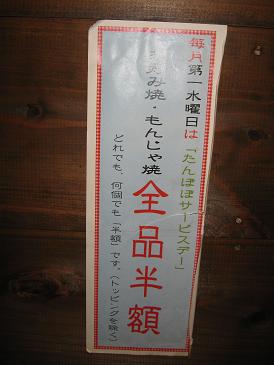 毎月第一水曜日は「たんぽぽサービスデー」
お好み焼・もんじゃ焼
全品半額
どれでも、何個でも「半額」です。(トッピングを除く)